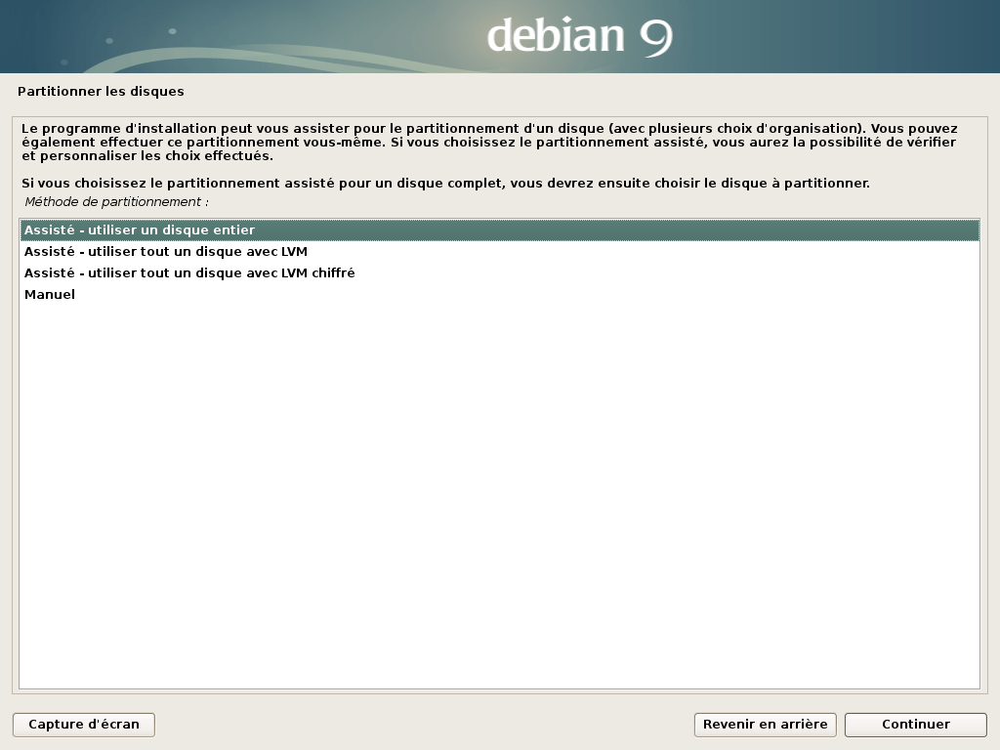 debian 9
Partitionner les disques
Le programme d'installation peut vous assister pour le partitionnement d'un disque (avec plusieurs choix d'organisation). Vous pouvez
également effectuer ce partitionnement vous-même. Si vous choisissez le partitionnement assisté, vous aurez la possibilité de vérifier
et personnaliser les choix effectués.
Si vous choisissez le partitionnement assisté pour un disque complet, vous devrez ensuite choisir le disque à partitionner.
Méthode de partitionnement :
Assisté - utiliser un disque entier
Assisté - utiliser tout un disque avec LVM
Assisté - utiliser tout un disque avec LVM chiffré
Manuel
Capture d'écran
Revenir en arrière
Continuer